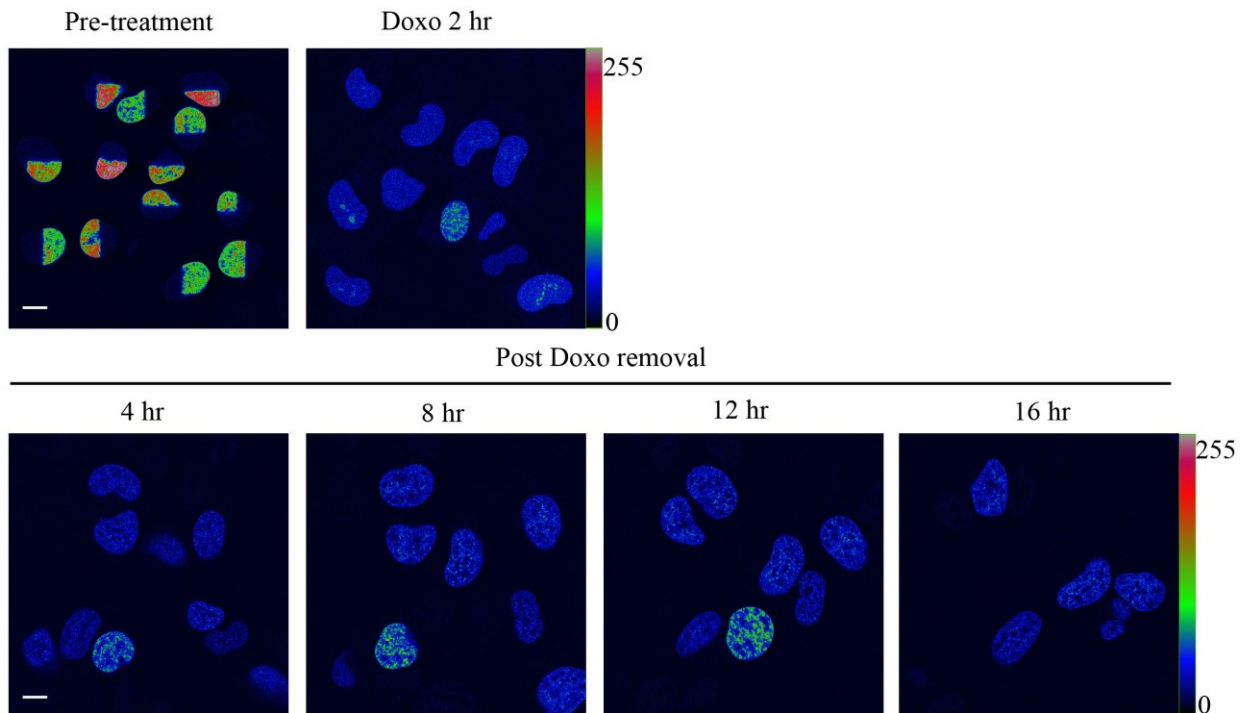 Pre-treatment
Doxo 2 hr
255
0
Post Doxo removal
4 hr
8 hr
12 hr
16 hr
255
0